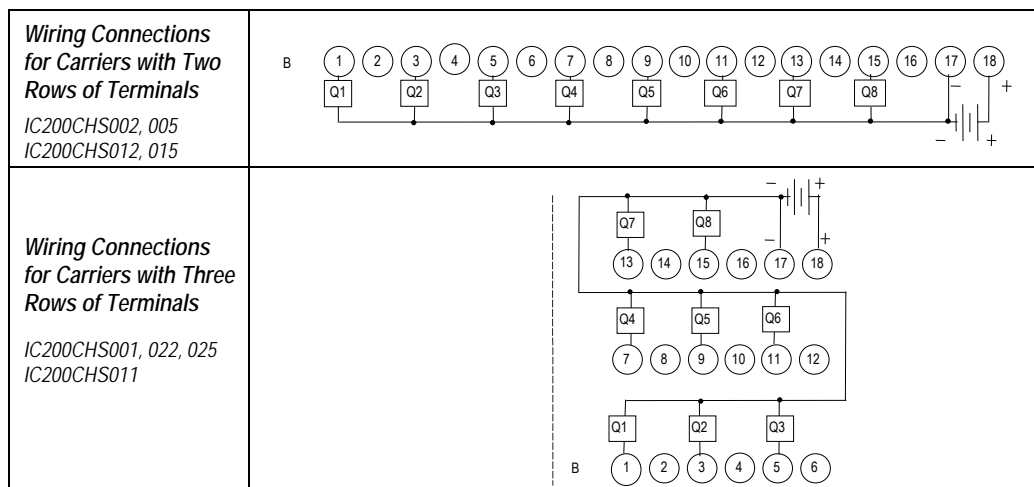 Wiring Connections
for Carriers with Two
Rows of Terminals
IC200CHS002, 005
IC200CHS012, 015
B 1 2 3 4 5 6 7 8 9 10 11 12 13 14 15 16 17 18
Q1 Q2 Q3 Q4 Q5 Q6 Q7 Q8 – +
– +
Wiring Connections
for Carriers with Three
Rows of Terminals
IC200CHS001, 022, 025
IC200CHS011
– +
Q7 Q8
– +
13 14 15 16 17 18
Q4 Q5 Q6
7 8 9 10 11 12
Q1 Q2 Q3
B 1 2 3 4 5 6